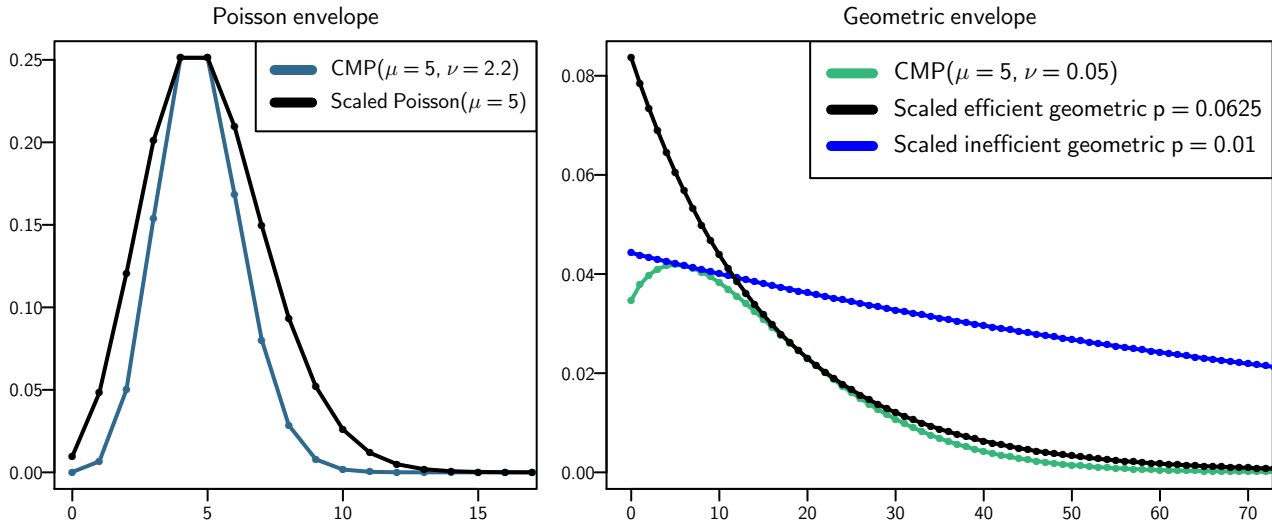 Poisson envelope
CMP(μ = 5, ν = 2.2)
Scaled Poisson(μ = 5)
0.25
0.20
0.15
0.10
0.05
0.00
0 5 10 15
Geometric envelope
CMP(μ = 5, ν = 0.05)
Scaled efficient geometric p = 0.0625
Scaled inefficient geometric p = 0.01
0.08
0.06
0.04
0.02
0.00
0 10 20 30 40 50 60 70